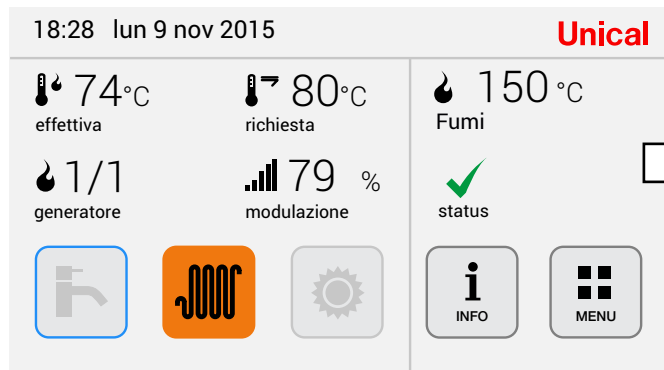 18:28 lun 9 nov 2015
Unical
74°C
effettiva
80°C
richiesta
150 °C
Fumi
1/1
generatore
79 %
modulazione
status
i
INFO
MENU